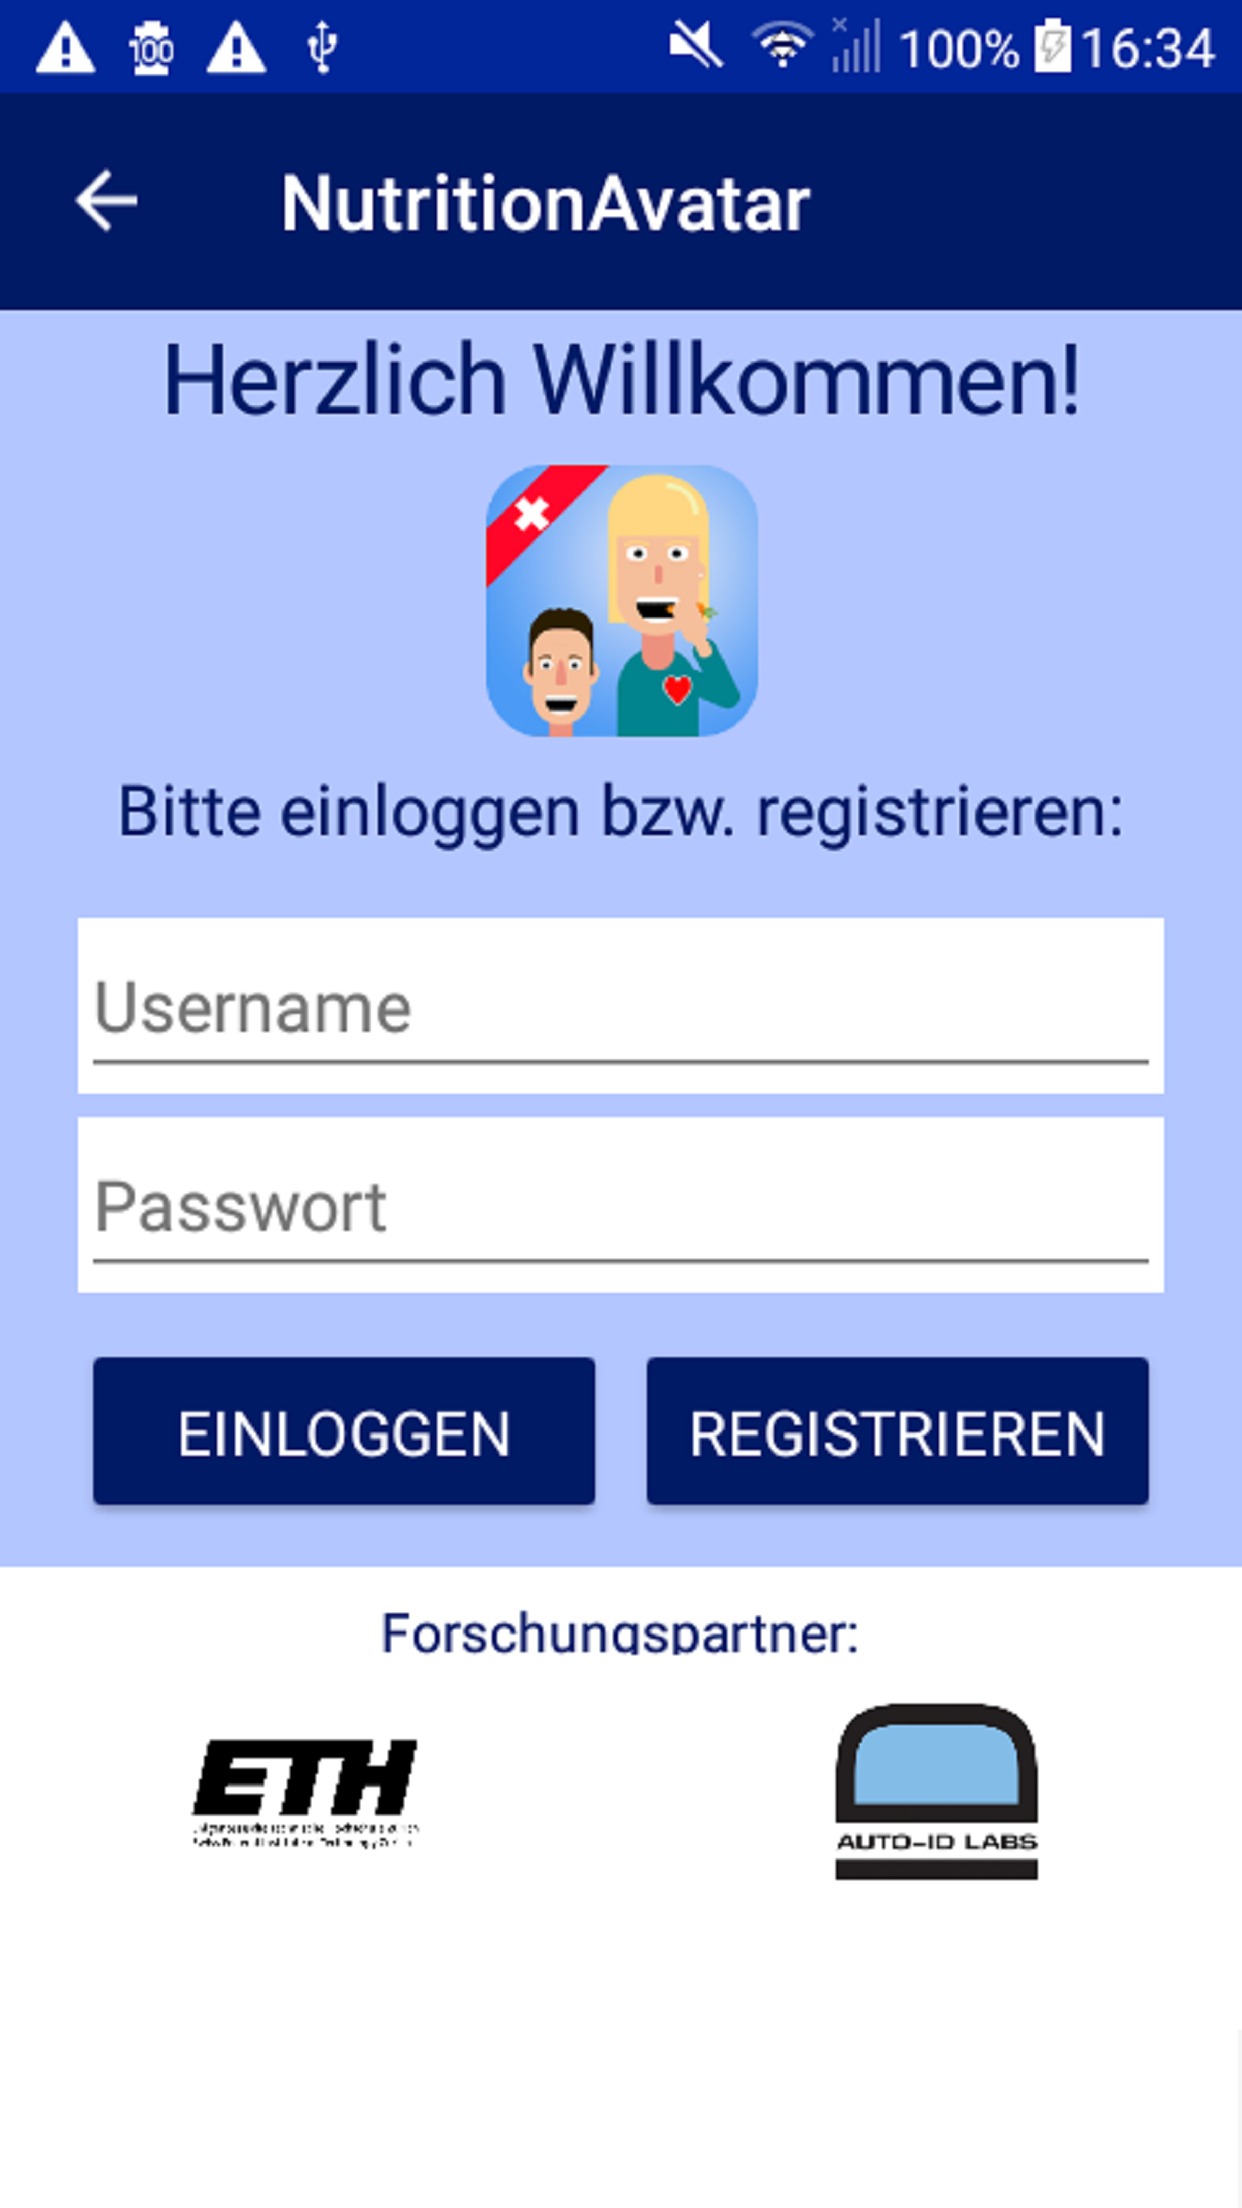 100 100% 16:34
NutritionAvatar
Herzlich Willkommen!
Bitte einloggen bzw. registrieren:
Username
Passwort
EINLOGGEN REGISTRIEREN
Forschungspartner:
ETH
AUTO-ID LABS